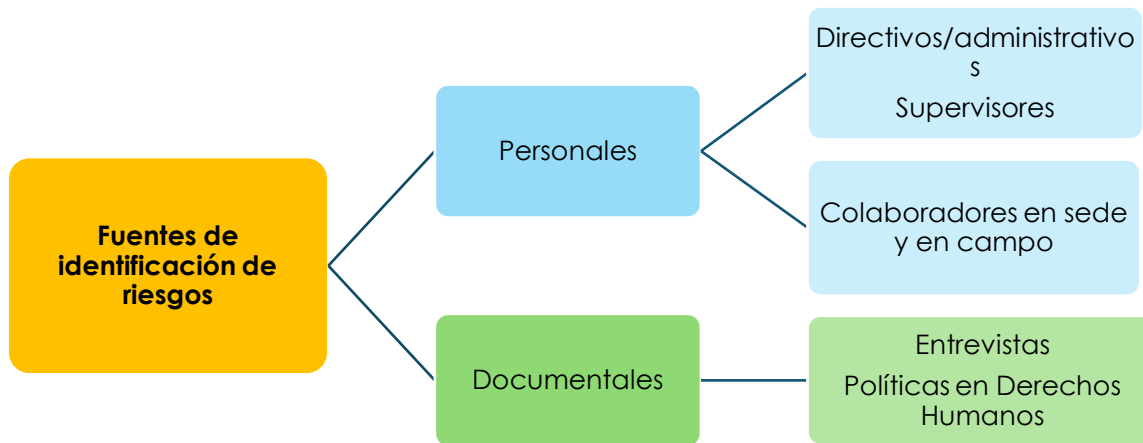 Fuentes de
identificación de
riesgos
Personales
Directivos/administrativo
s
Supervisores
Colaboradores en sede
y en campo
Documentales
Entrevistas
Políticas en Derechos
Humanos